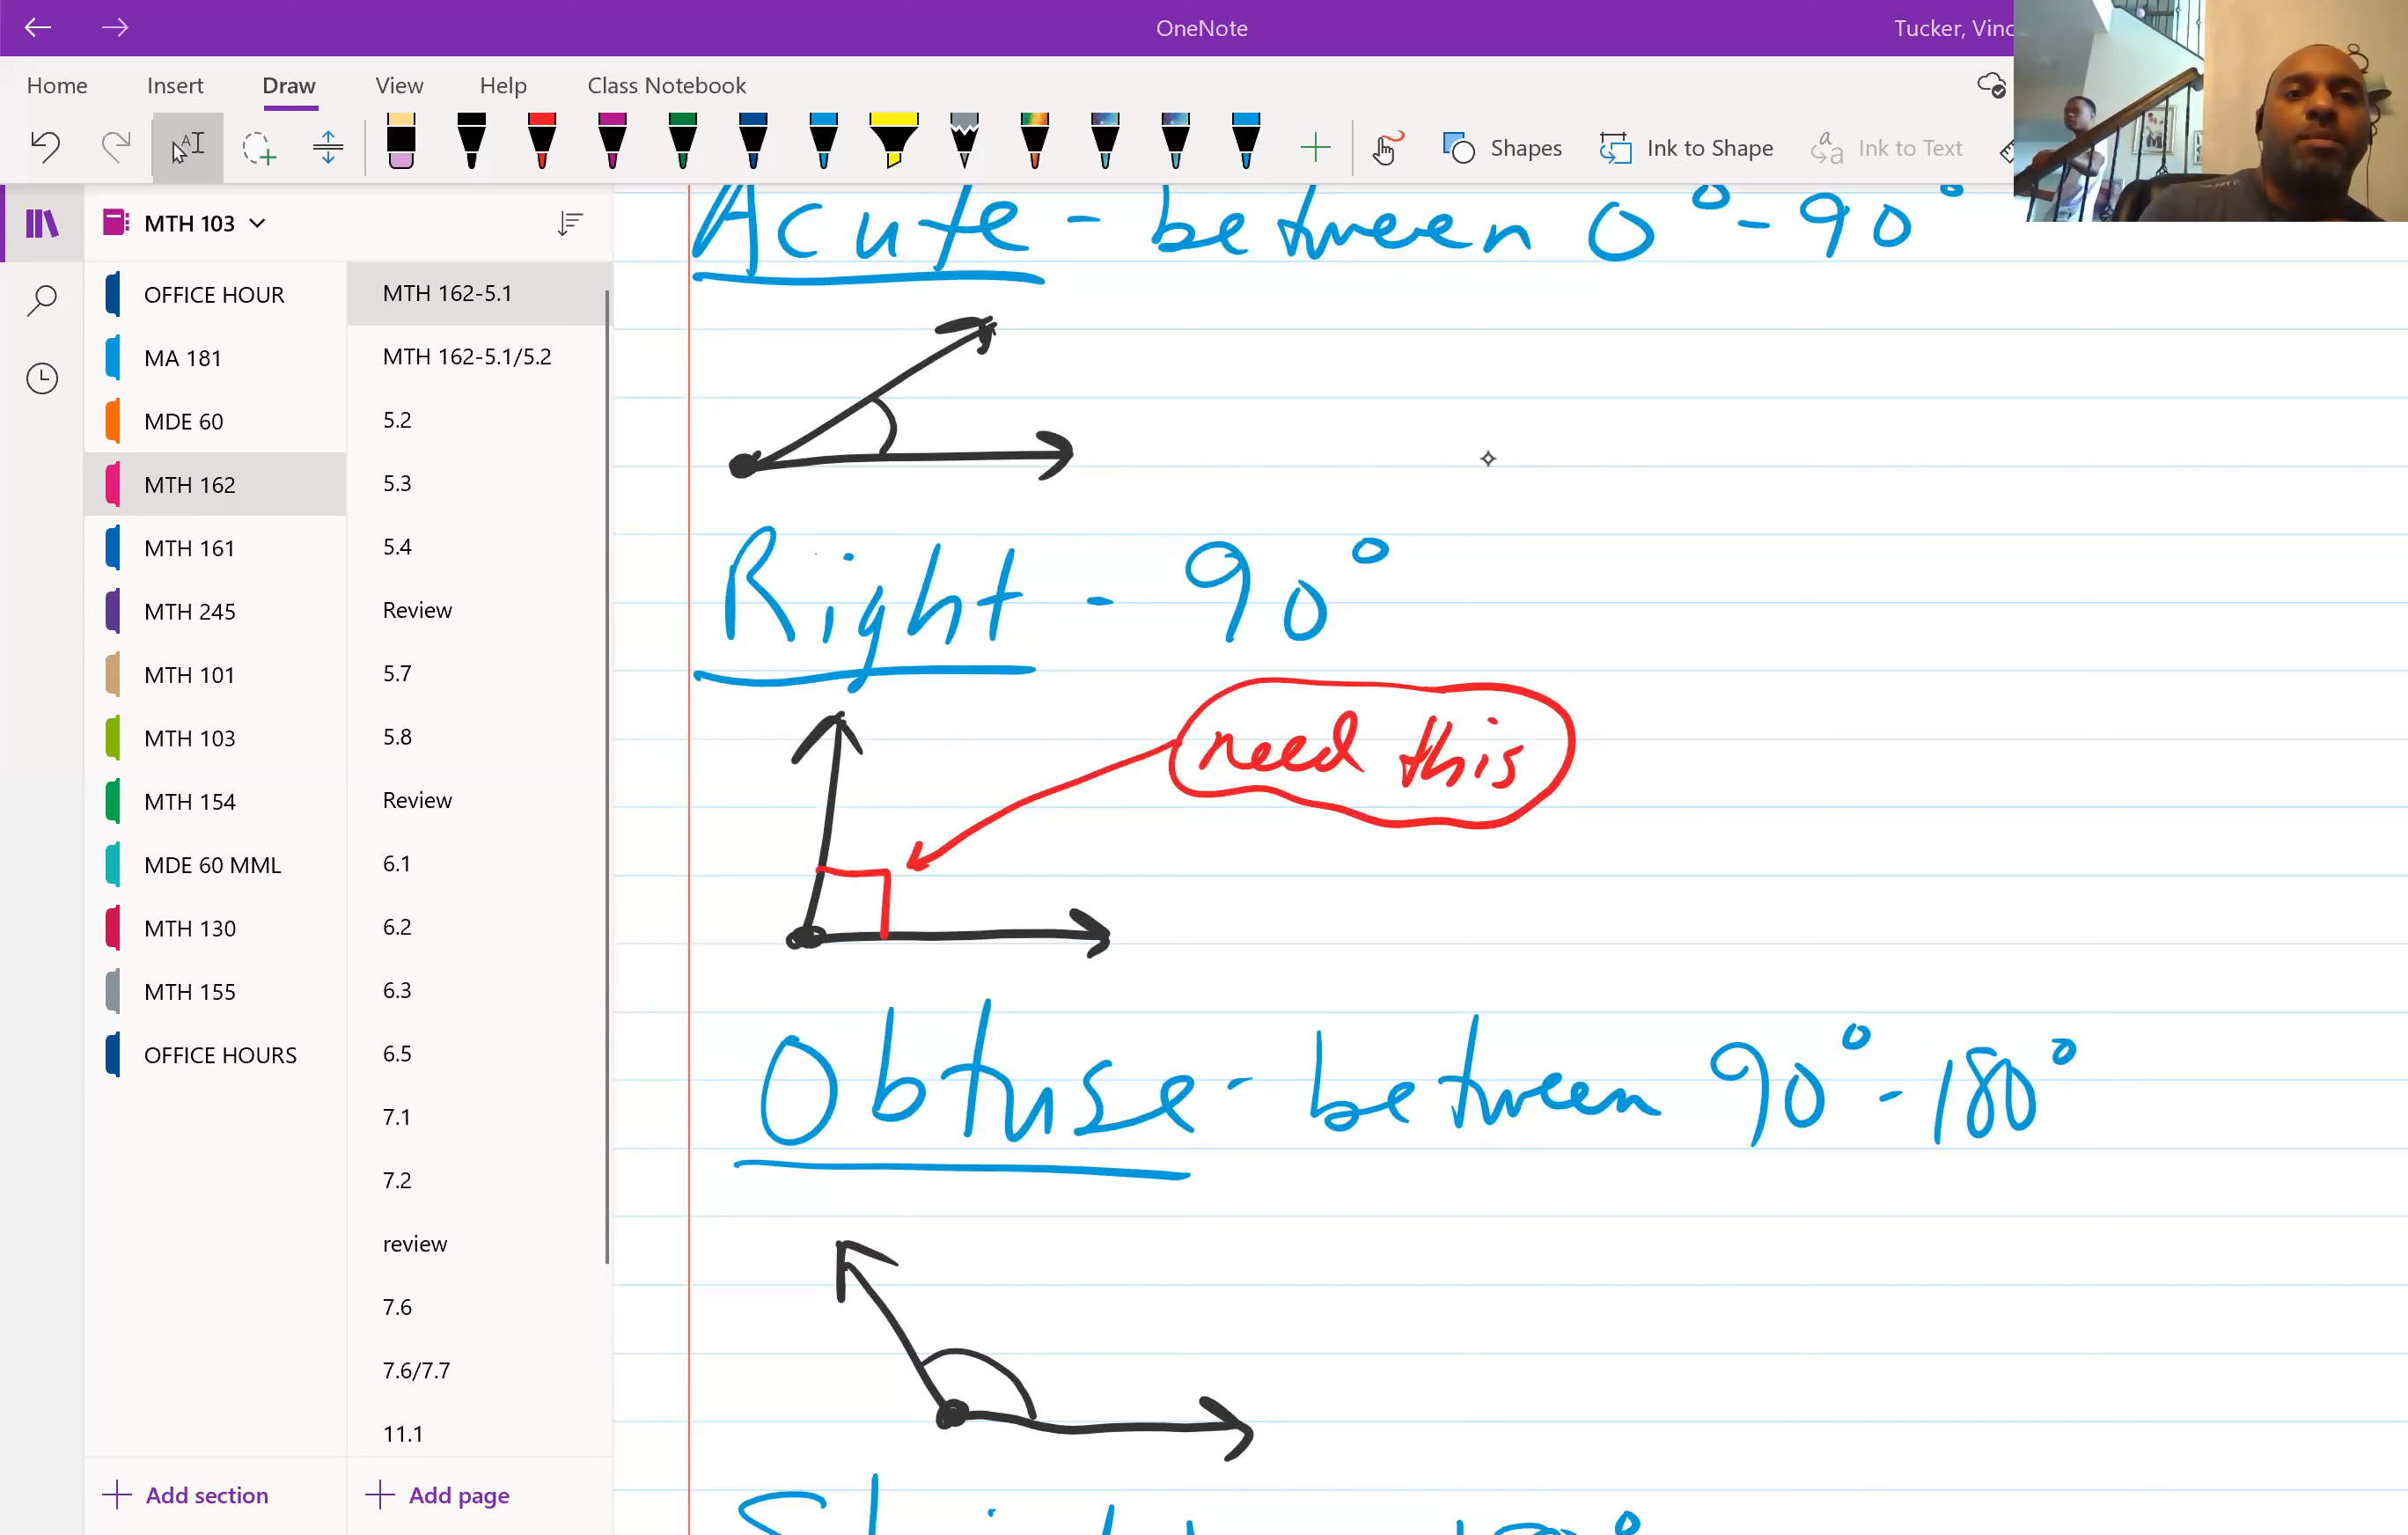 OneNote
Tucker, Vinc
Home Insert Draw View Help Class Notebook
Shapes Ink to Shape Ink to Text
MTH 103
OFFICE HOUR
MA 181
MDE 60
MTH 162
MTH 161
MTH 245
MTH 101
MTH 103
MTH 154
MDE 60 MML
MTH 130
MTH 155
OFFICE HOURS
Add section
MTH 162-5.1
MTH 162-5.1/5.2
5.2
5.3
5.4
Review
5.7
5.8
Review
6.1
6.2
6.3
6.5
7.1
7.2
review
7.6
7.6/7.7
11.1
Add page
Acute - between 0° - 90°
Right - 90°
need this
Obtuse - between 90° - 180°